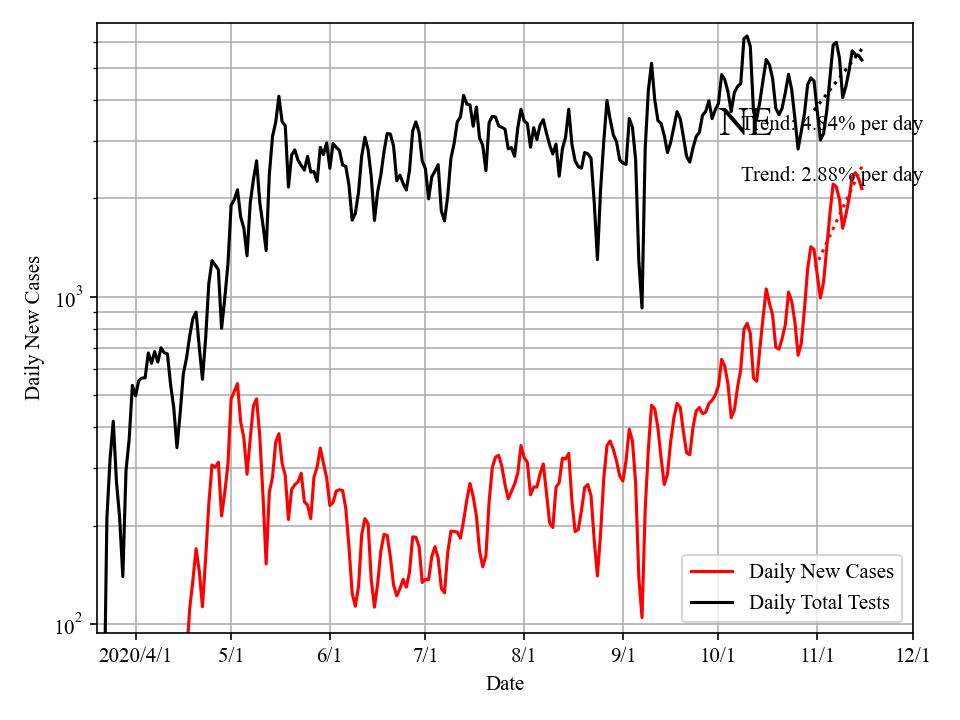 NE
Trend: 4.84% per day
Trend: 2.88% per day
Daily New Cases
10³
10²
Daily New Cases
Daily Total Tests
2020/4/1 5/1 6/1 7/1 8/1 9/1 10/1 11/1 12/1
Date